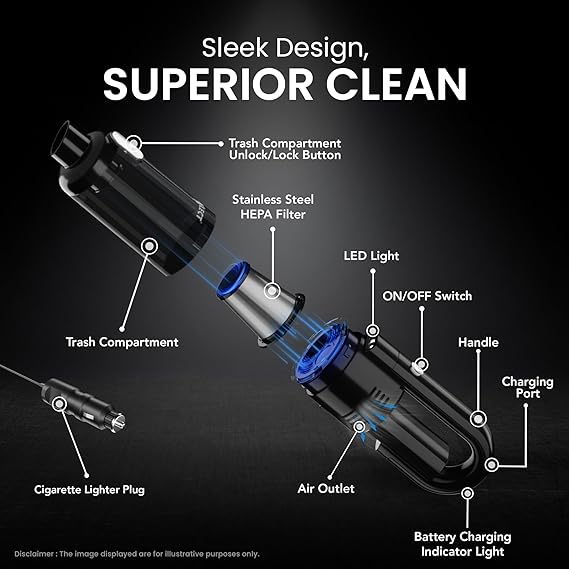 Sleek Design,
SUPERIOR CLEAN
Trash Compartment
Unlock/Lock Button
Stainless Steel
HEPA Filter
LED Light
ON/OFF Switch
Trash Compartment
Handle
Charging
Port
Cigarette Lighter Plug
Air Outlet
Battery Charging
Indicator Light
Disclaimer : The image displayed are for illustrative purposes only.